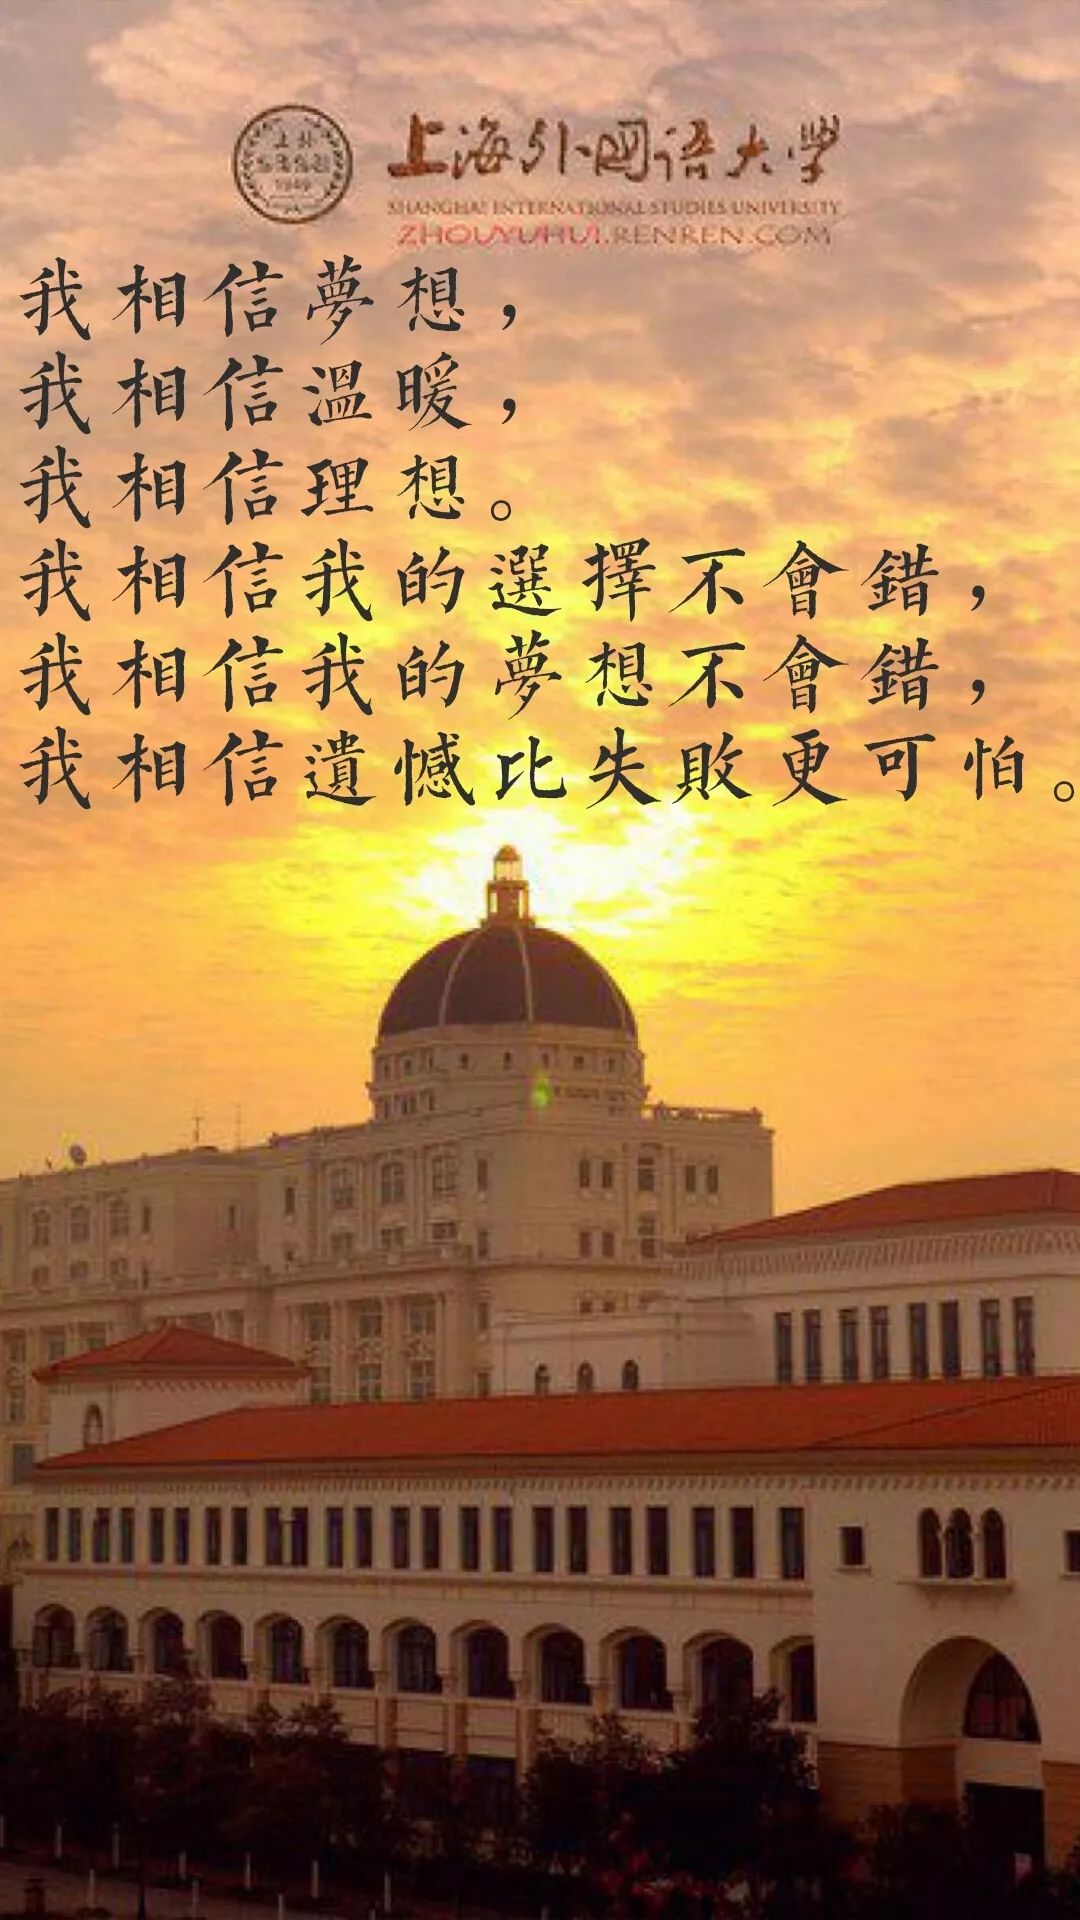 上外
1949
上海外国语大学
SHANGHAI INTERNATIONAL STUDIES UNIVERSITY
ZHOUYUHUI.RENREN.COM
我相信夢想，
我相信溫暖，
我相信理想。
我相信我的選擇不會錯，
我相信我的夢想不會錯，
我相信遺憾比失敗更可怕。